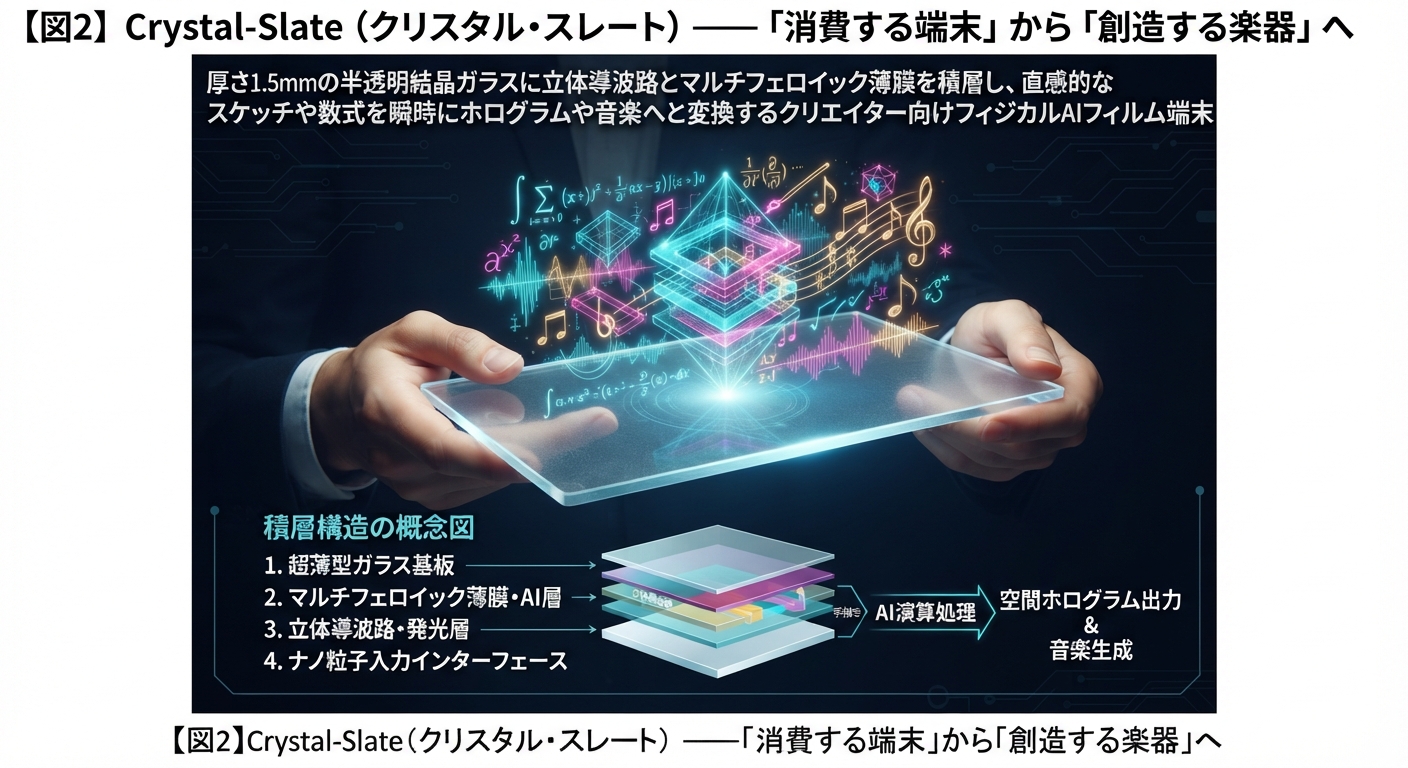 【図2】 Crystal-Slate（クリスタル・スレート） ――「消費する端末」から「創造する楽器」へ
厚さ1.5mmの半透明結晶ガラスに立体導波路とマルチフェロイック薄膜を積層し、直感的な
スケッチや数式を瞬時にホログラムや音楽へと変換するクリエイター向けフィジカルAIフィルム端末
積層構造の概念図
1. 超薄型ガラス基板
2. マルチフェロイック薄膜・AI層
3. 立体導波路・発光層
4. ナノ粒子入力インターフェース
AI演算処理
空間ホログラム出力
&
音楽生成
【図2】Crystal-Slate（クリスタル・スレート） ――「消費する端末」から「創造する楽器」へ